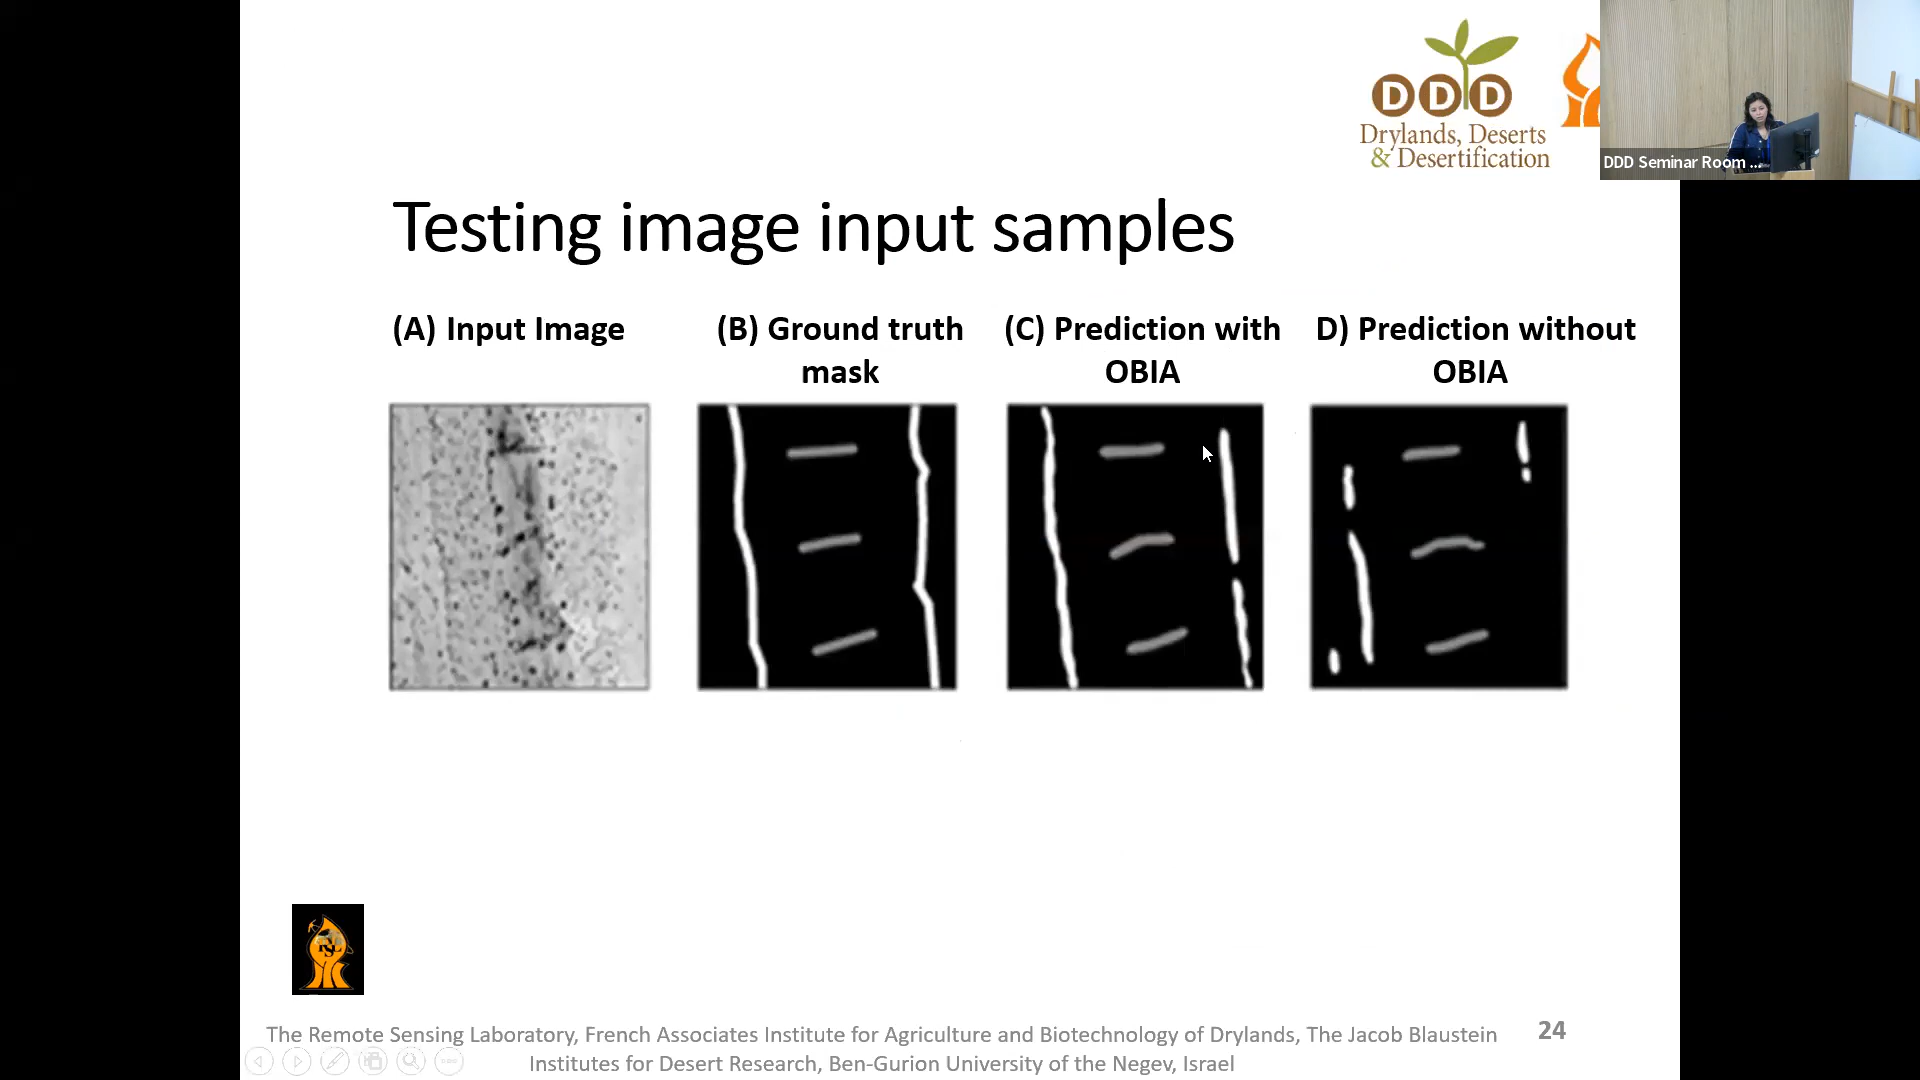 DDD
Drylands, Deserts
& Desertification
DDD Seminar Room ...
Testing image input samples
(A) Input Image
(B) Ground truth
mask
(C) Prediction with
OBIA
D) Prediction without
OBIA
The Remote Sensing Laboratory, French Associates Institute for Agriculture and Biotechnology of Drylands, The Jacob Blaustein
Institutes for Desert Research, Ben-Gurion University of the Negev, Israel
24